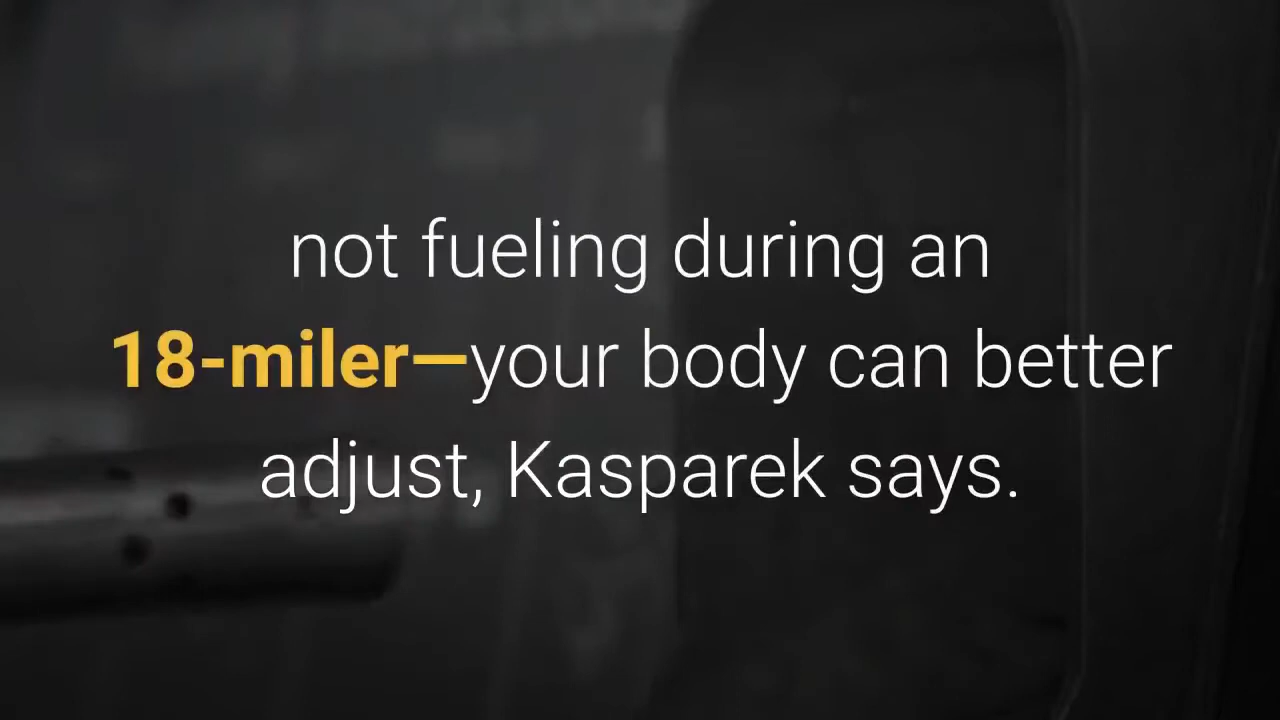 not fueling during an
18-miler—your body can better
adjust, Kasparek says.